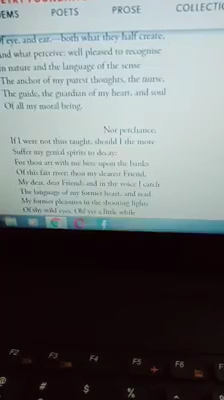 POETS PROSE COLLECTI
eye, and ear,—both what they half create,
And what perceive; well pleased to recognise
In nature and the language of the sense
The anchor of my purest thoughts, the nurse,
The guide, the guardian of my heart, and soul
Of all my moral being.
Nor perchance,
If I were not thus taught, should I the more
Suffer my genial spirits to decay:
For thou art with me here upon the banks
Of this fair river; thou my dearest Friend,
My dear, dear Friend; and in thy voice I catch
The language of my former heart, and read
My former pleasures in the shooting lights
Of thy wild eyes. Oh! yet a little while
F2 F3 F4 F5 F6
# $ %